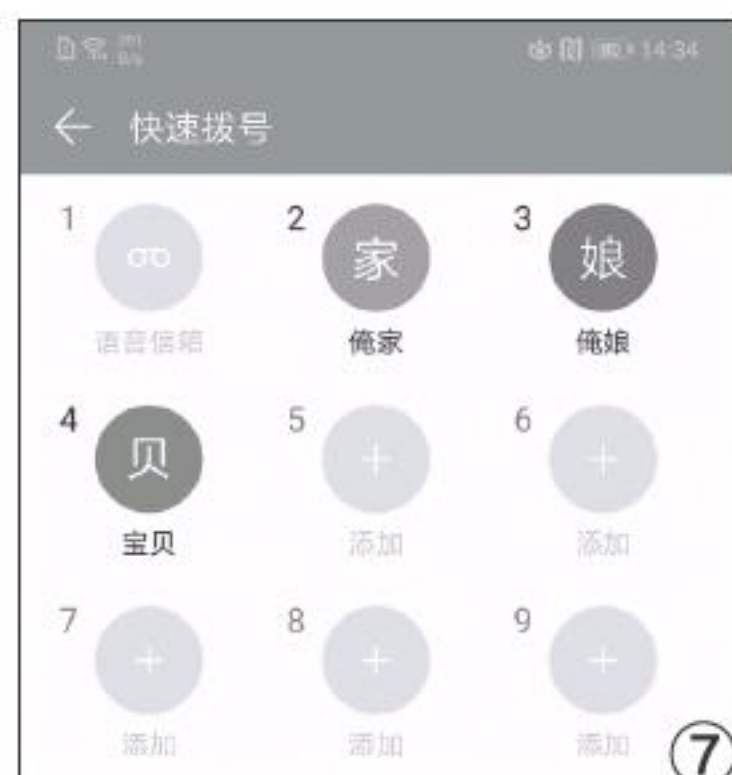 14:34
← 快速拨号
1 2 3
家 娘
语音信箱 俺家 俺娘
4 5 6
贝 + +
宝贝 添加 添加
7 8 9
+ + +
添加 添加 添加
⑦